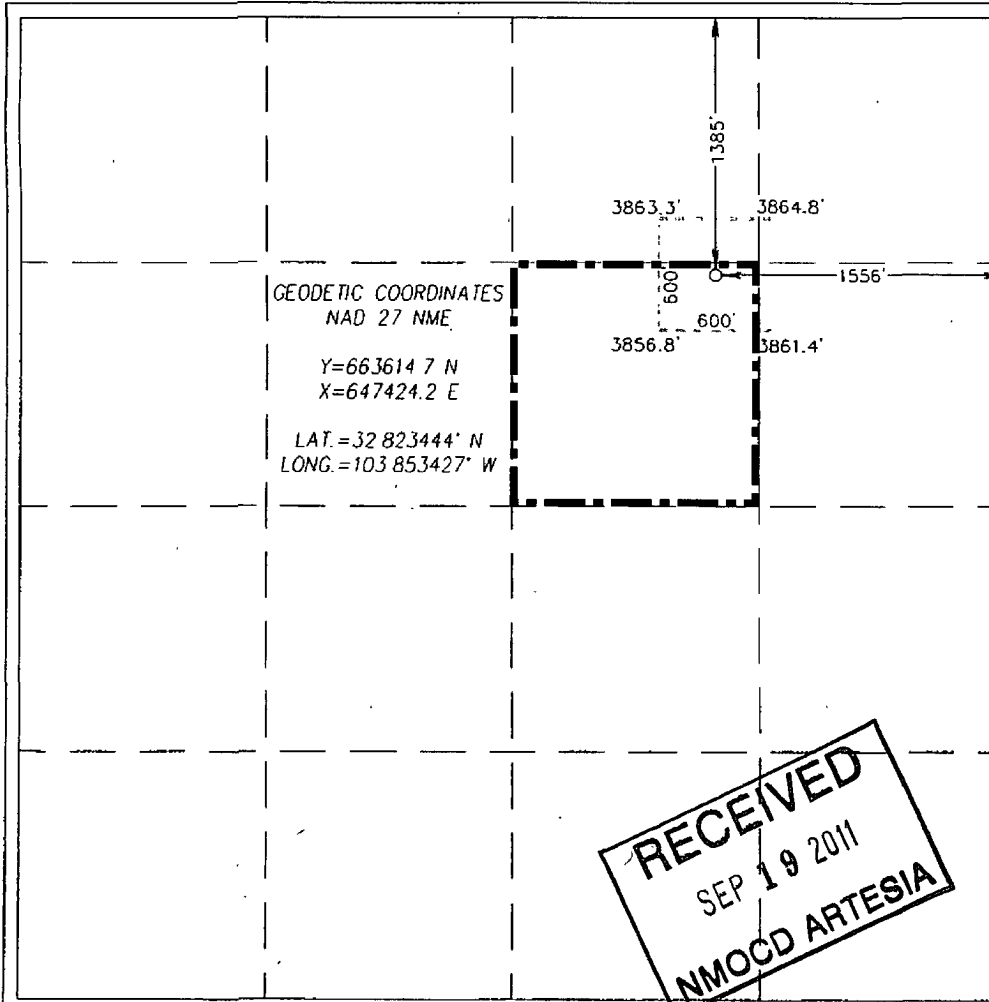 1385'
3863.3' 3864.8'
1556'
600'
600'
3856.8' 3861.4'
GEODETIC COORDINATES
NAD 27 NME
Y=663614 7 N
X=647424.2 E
LAT.=32 823444° N
LONG.=103 853427° W
RECEIVED
SEP 19 2011
NMOCD ARTESIA